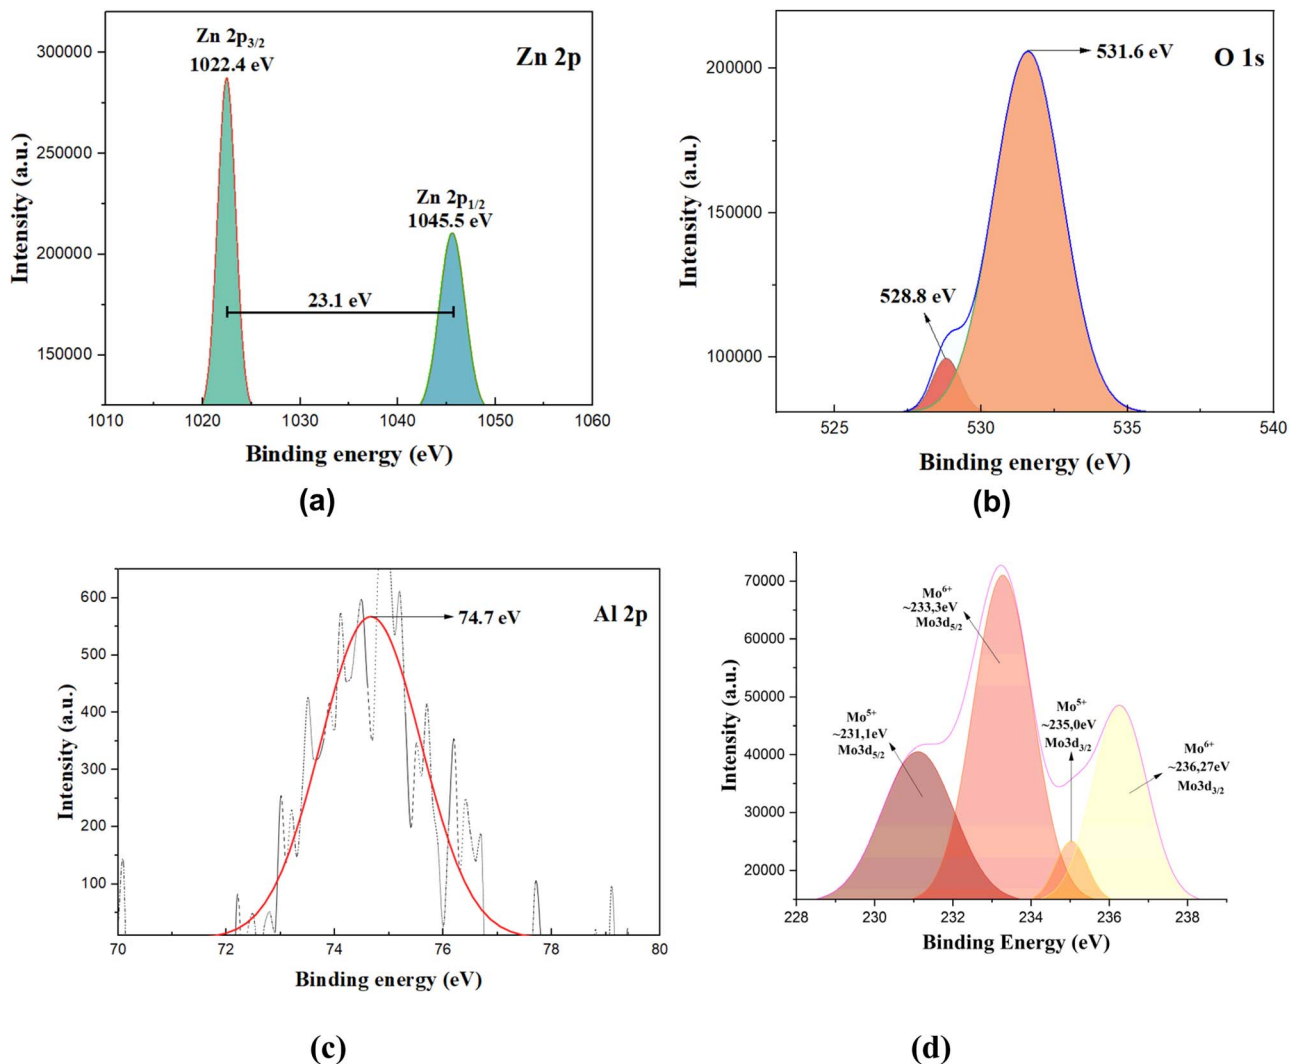 Zn 2p3/2
1022.4 eV
Zn 2p
Zn 2p1/2
1045.5 eV
23.1 eV
300000
250000
200000
150000
1010 1020 1030 1040 1050 1060
Intensity (a.u.)
Binding energy (eV)
(a)
531.6 eV
O 1s
528.8 eV
200000
150000
100000
525 530 535 540
Intensity (a.u.)
Binding energy (eV)
(b)
74.7 eV
Al 2p
600
500
400
300
200
100
70 72 74 76 78 80
Intensity (a.u.)
Binding energy (eV)
(c)
Mo6+
~233,3eV
Mo3d5/2
Mo5+
~231,1eV
Mo3d5/2
Mo5+
~235,0eV
Mo3d3/2
Mo6+
~236,27eV
Mo3d3/2
70000
60000
50000
40000
30000
20000
228 230 232 234 236 238
Intensity (a.u.)
Binding Energy (eV)
(d)